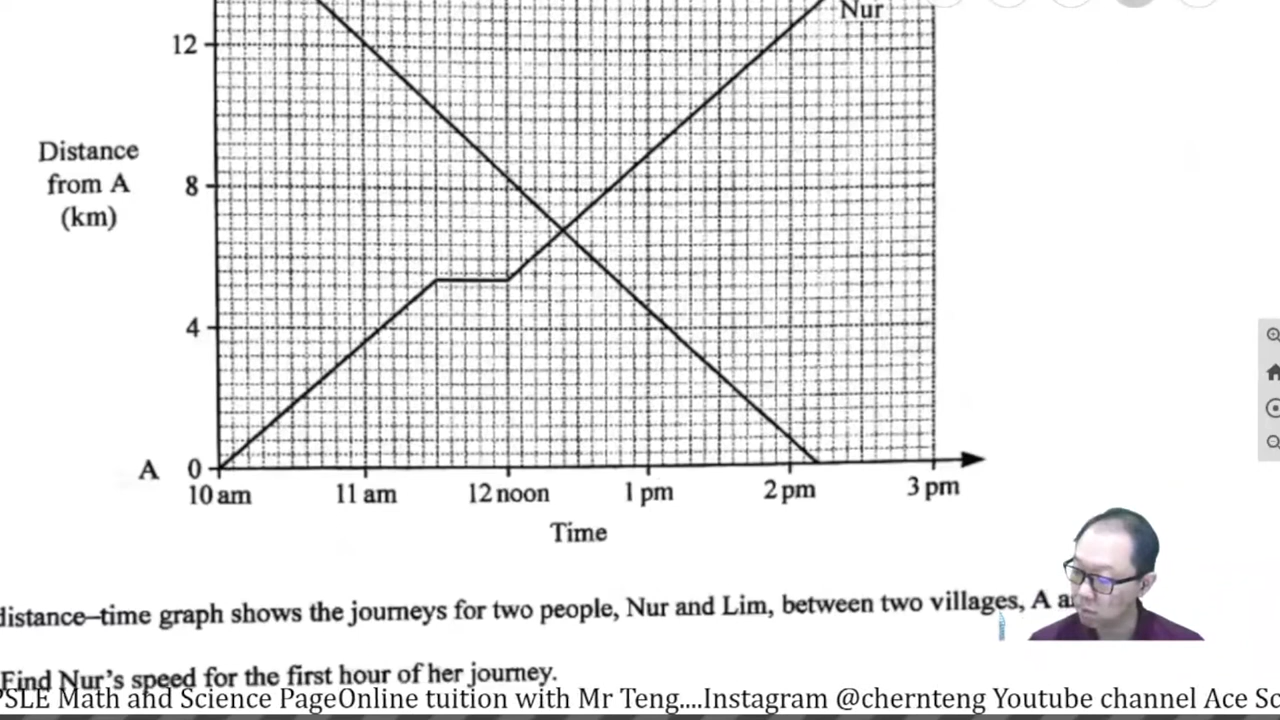 Nur
12
Distance
from A
(km)
8
4
A 0
10 am 11 am 12 noon 1 pm 2 pm 3 pm
Time
distance–time graph shows the journeys for two people, Nur and Lim, between two villages, A
Find Nur's speed for the first hour of her journey.
PSLE Math and Science PageOnline tuition with Mr Teng....Instagram @chernteng Youtube channel Ace Sc